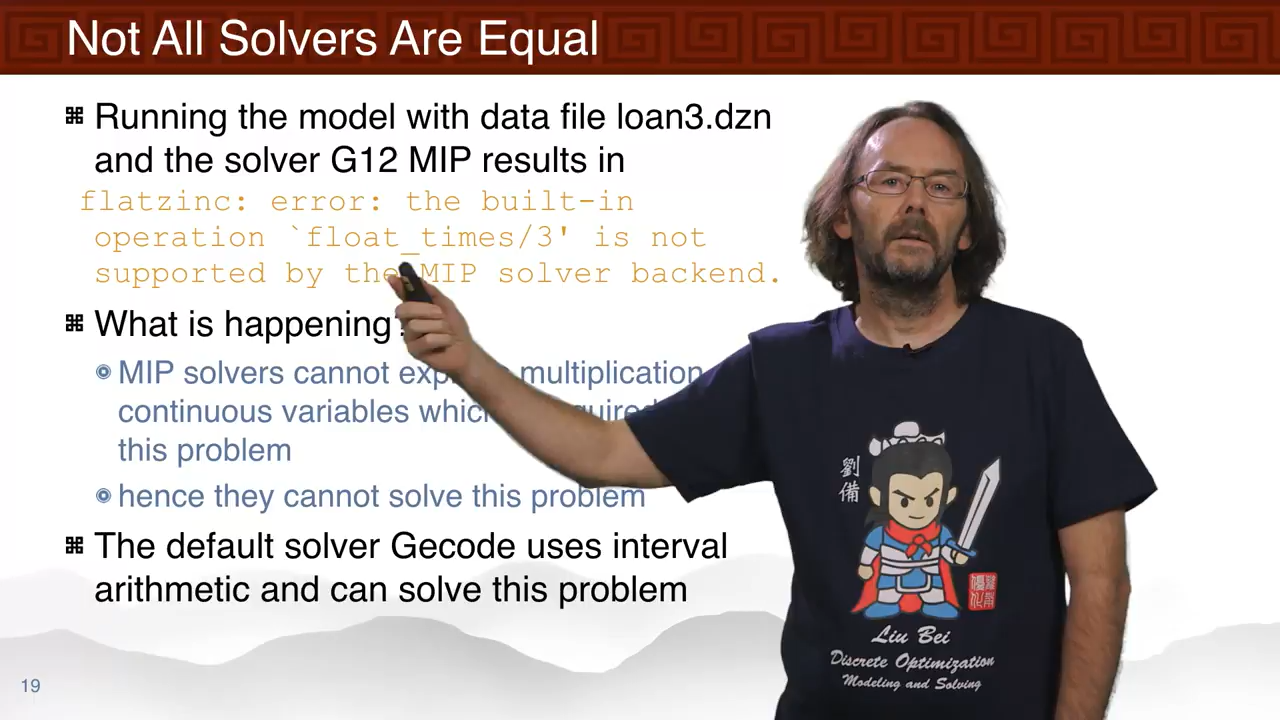 Not All Solvers Are Equal
Running the model with data file loan3.dzn
and the solver G12 MIP results in
flatzinc: error: the built-in
operation `float_times/3' is not
supported by the MIP solver backend.
What is happening?
MIP solvers cannot multiplication
continuous variables
this problem
hence they cannot solve this problem
The default solver Gecode uses interval
arithmetic and can solve this problem
19
劉
備
Liu Bei
Discrete Optimization
Modeling and Solving